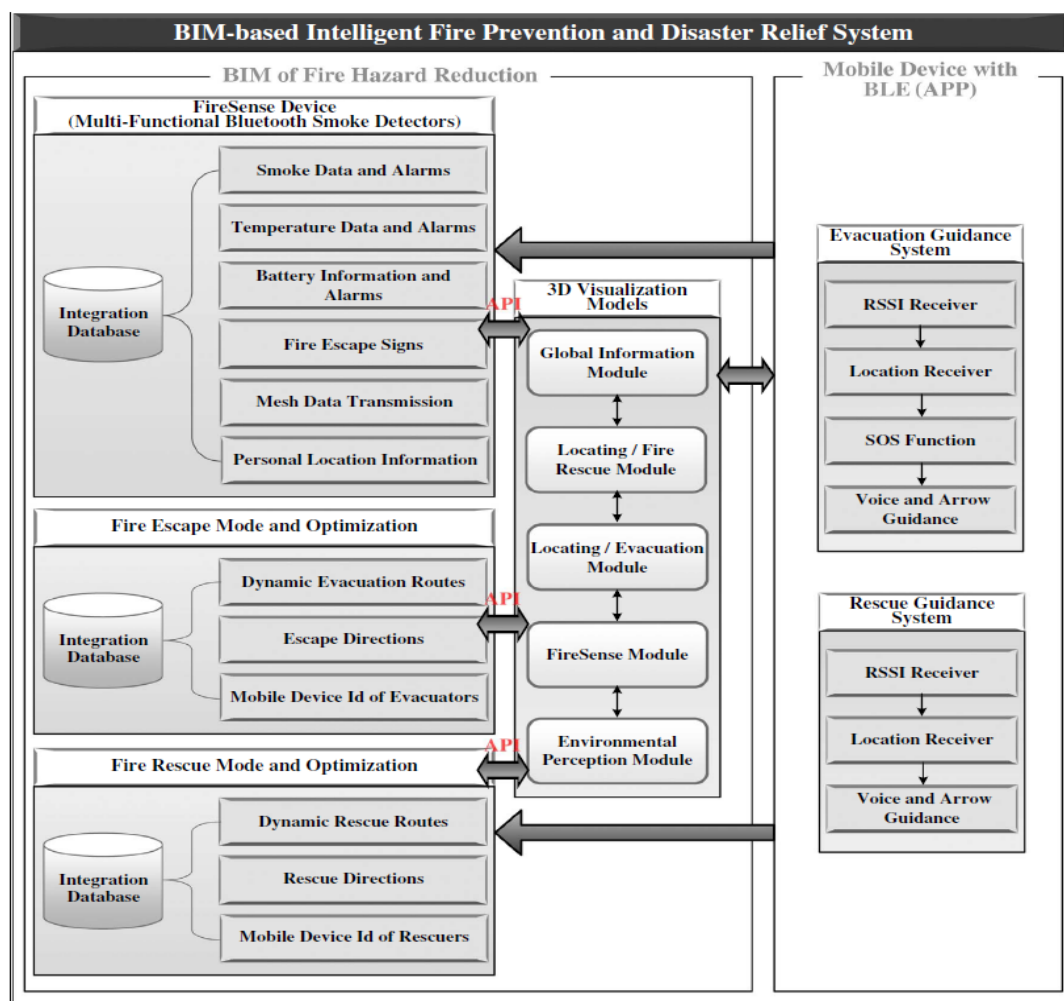 BIM-based Intelligent Fire Prevention and Disaster Relief System
BIM of Fire Hazard Reduction
FireSense Device
(Multi-Functional Bluetooth Smoke Detectors)
Integration
Database
Smoke Data and Alarms
Temperature Data and Alarms
Battery Information and
Alarms
Fire Escape Signs
Mesh Data Transmission
Personal Location Information
Fire Escape Mode and Optimization
Integration
Database
Dynamic Evacuation Routes
Escape Directions
Mobile Device Id of Evacuators
Fire Rescue Mode and Optimization
Integration
Database
Dynamic Rescue Routes
Rescue Directions
Mobile Device Id of Rescuers
API
API
API
3D Visualization
Models
Global Information
Module
Locating / Fire
Rescue Module
Locating / Evacuation
Module
FireSense Module
Environmental
Perception Module
Mobile Device with
BLE (APP)
Evacuation Guidance
System
RSSI Receiver
Location Receiver
SOS Function
Voice and Arrow
Guidance
Rescue Guidance
System
RSSI Receiver
Location Receiver
Voice and Arrow
Guidance